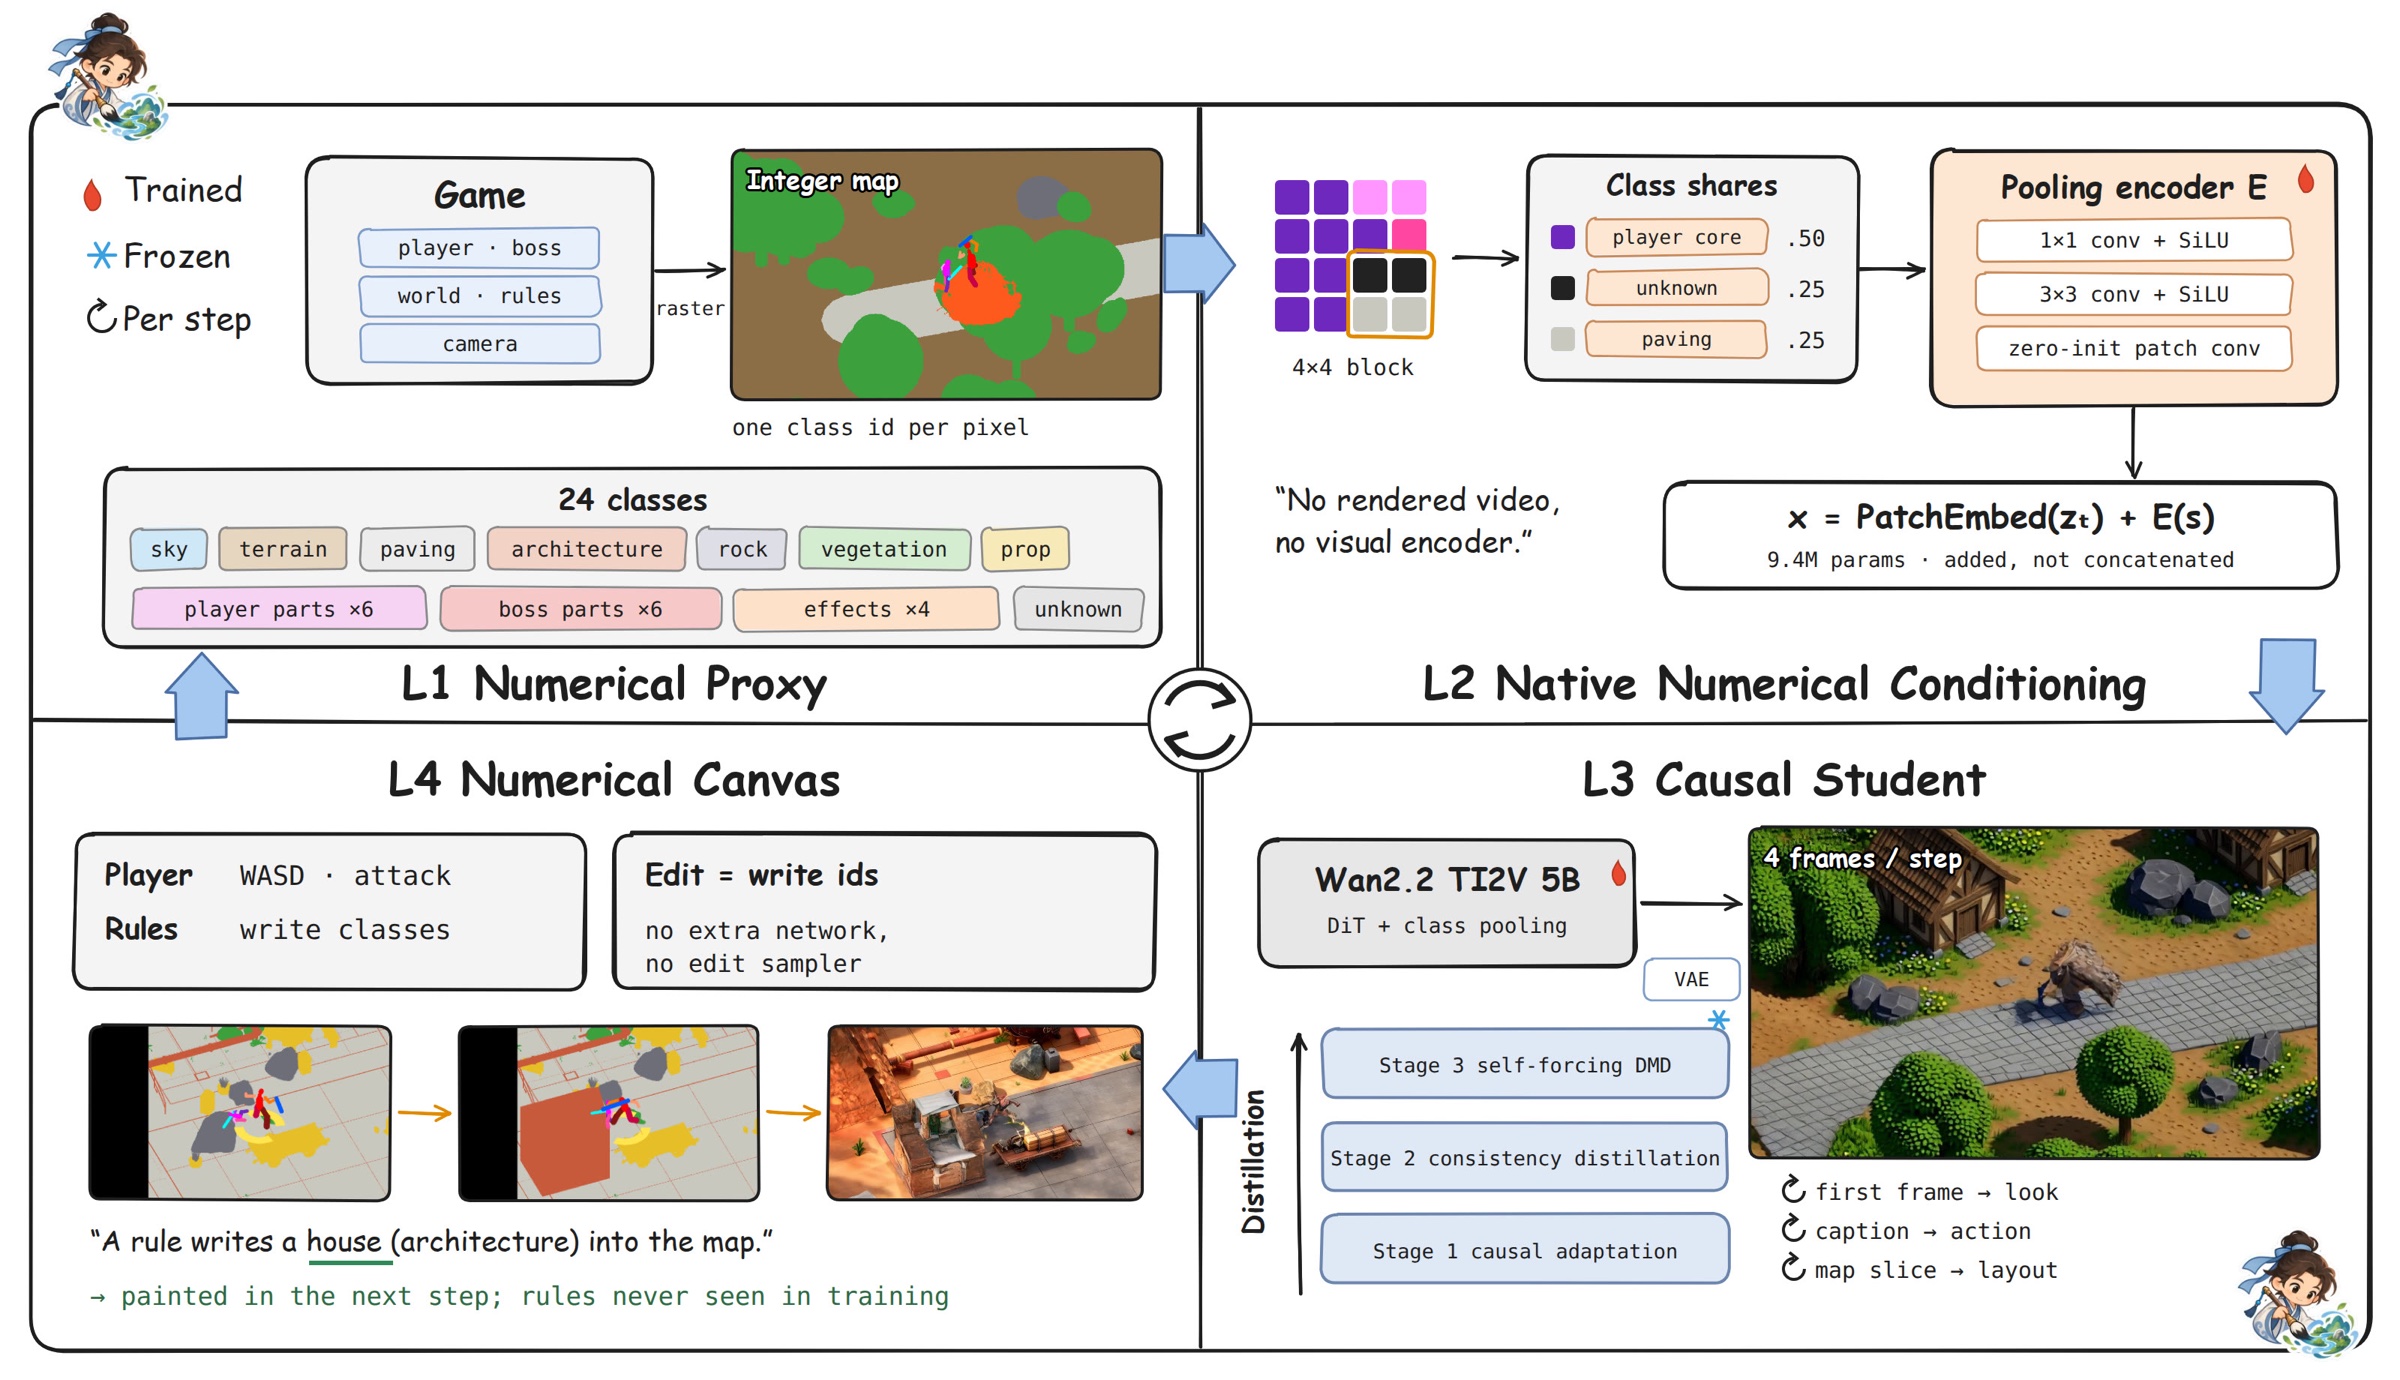 Trained
Frozen
Per step
Game
player · boss
world · rules
camera
raster
Integer map
one class id per pixel
24 classes
sky
terrain
paving
architecture
rock
vegetation
prop
player parts ×6
boss parts ×6
effects ×4
unknown
L1 Numerical Proxy
4×4 block
Class shares
player core .50
unknown .25
paving .25
Pooling encoder E
1×1 conv + SiLU
3×3 conv + SiLU
zero-init patch conv
“No rendered video,
no visual encoder.”
x = PatchEmbed(zₜ) + E(s)
9.4M params · added, not concatenated
L2 Native Numerical Conditioning
L4 Numerical Canvas
Player WASD · attack
Rules write classes
Edit = write ids
no extra network,
no edit sampler
“A rule writes a house (architecture) into the map.”
→ painted in the next step; rules never seen in training
L3 Causal Student
Wan2.2 TI2V 5B
DiT + class pooling
VAE
4 frames / step
Distillation
Stage 3 self-forcing DMD
Stage 2 consistency distillation
Stage 1 causal adaptation
first frame → look
caption → action
map slice → layout